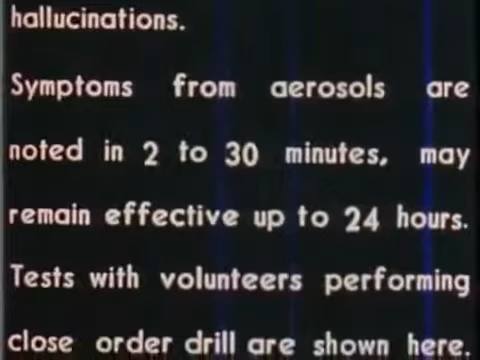 hallucinations.
Symptoms from aerosols are
noted in 2 to 30 minutes, may
remain effective up to 24 hours.
Tests with volunteers performing
close order drill are shown here.